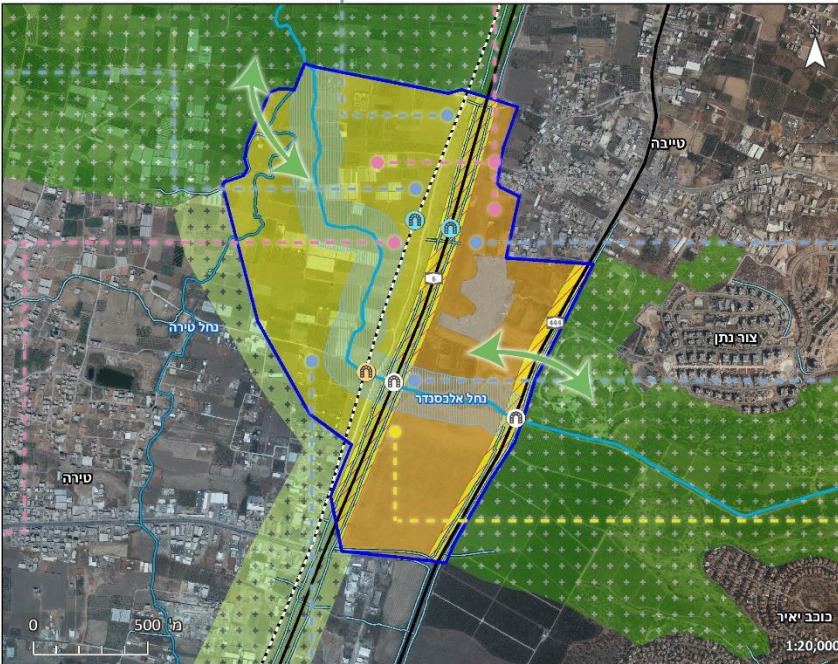 N
טייבה
6
444
צור נתן
נחל טירה
נחל אלכסנדר
טירה
כוכב יאיר
0 500 מ'
1:20,000